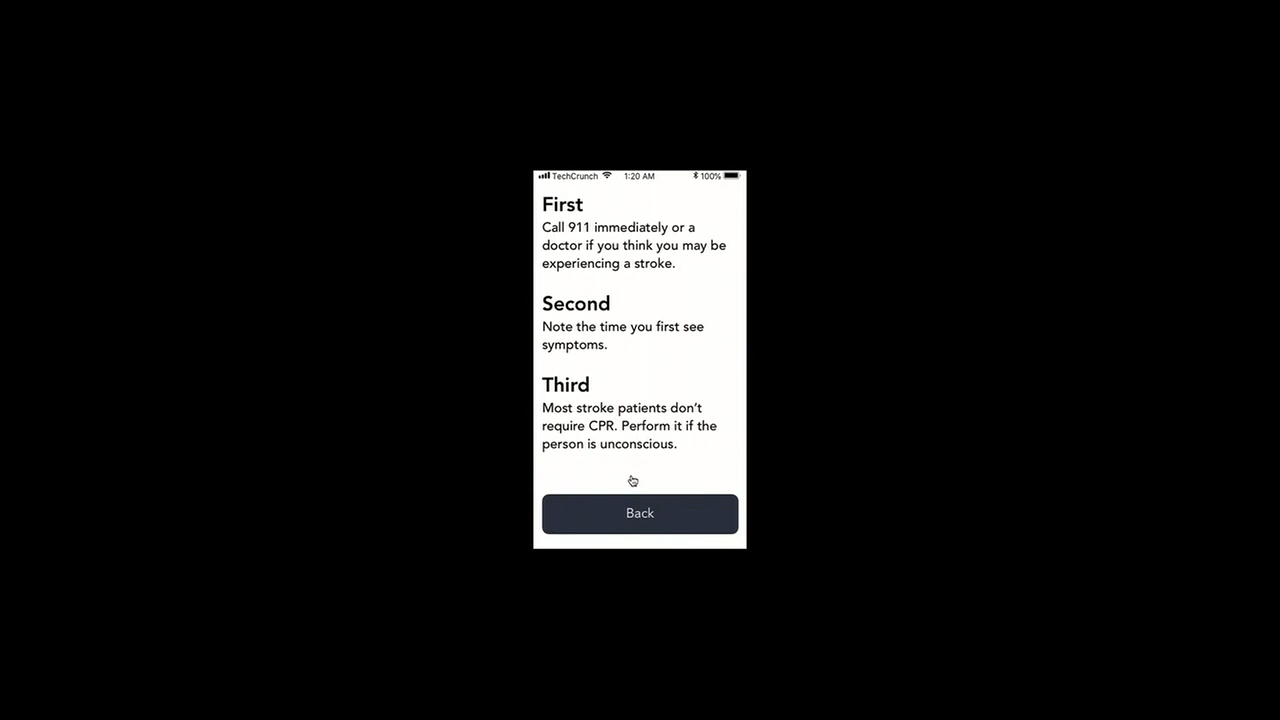 TechCrunch 1:20 AM 100%
First
Call 911 immediately or a
doctor if you think you may be
experiencing a stroke.
Second
Note the time you first see
symptoms.
Third
Most stroke patients don’t
require CPR. Perform it if the
person is unconscious.
Back